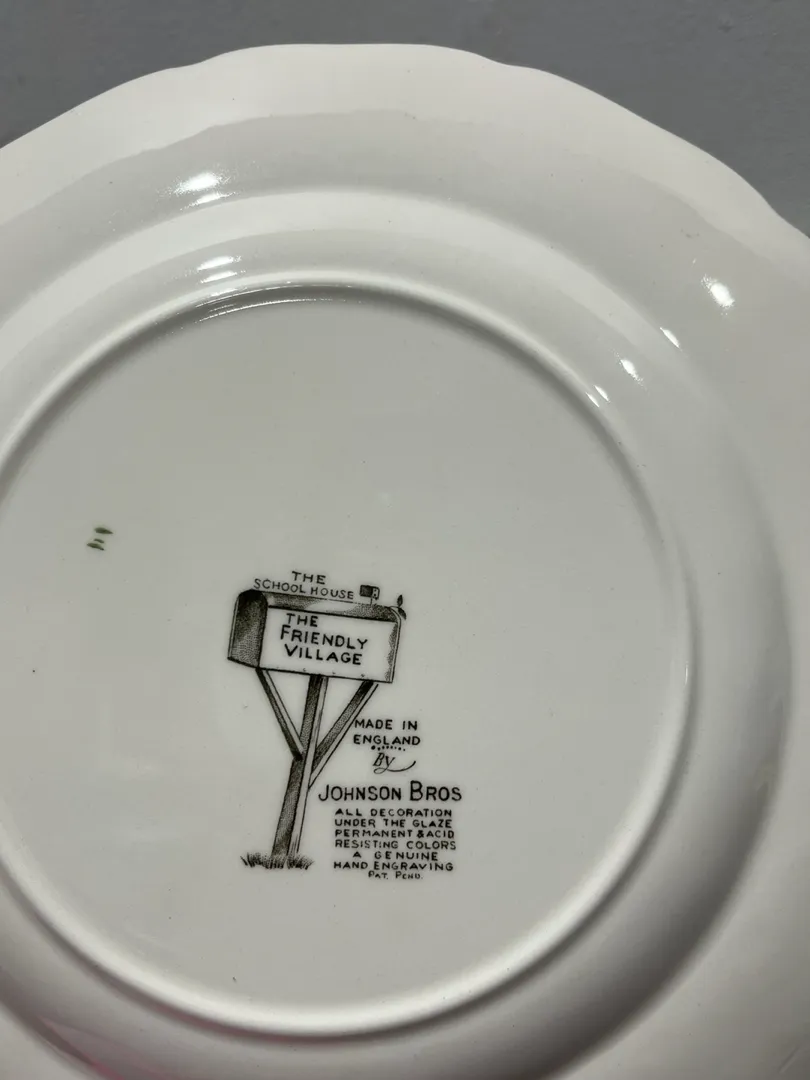 THE
SCHOOL HOUSE
THE
FRIENDLY
VILLAGE
MADE IN
ENGLAND
By
JOHNSON BROS
ALL DECORATION
UNDER THE GLAZE
PERMANENT & ACID
RESISTING COLORS
A GENUINE
HAND ENGRAVING
PAT. PEND.